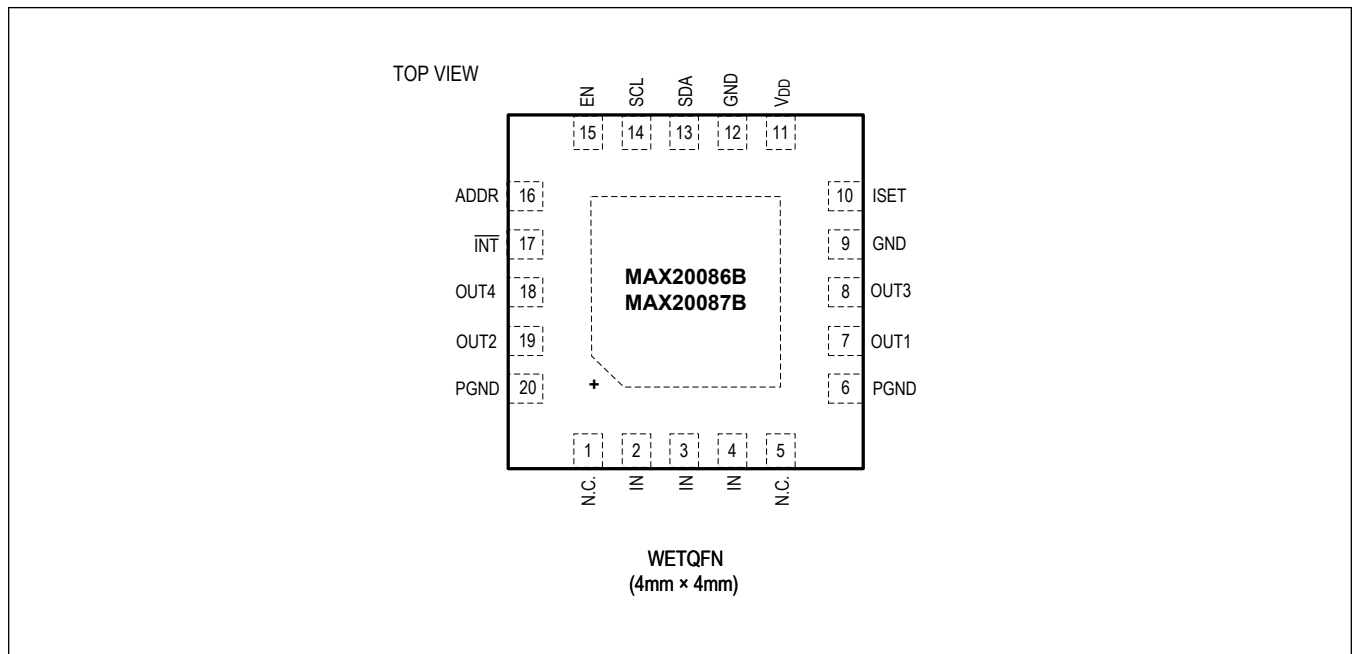 TOP VIEW
EN SCL SDA GND VDD
15 14 13 12 11
ADDR 16 10 ISET
INT 17 9 GND
MAX20086B
OUT4 18 8 OUT3
MAX20087B
OUT2 19 7 OUT1
PGND 20 + 6 PGND
1 2 3 4 5
N.C. IN IN IN N.C.
WETQFN
(4mm × 4mm)